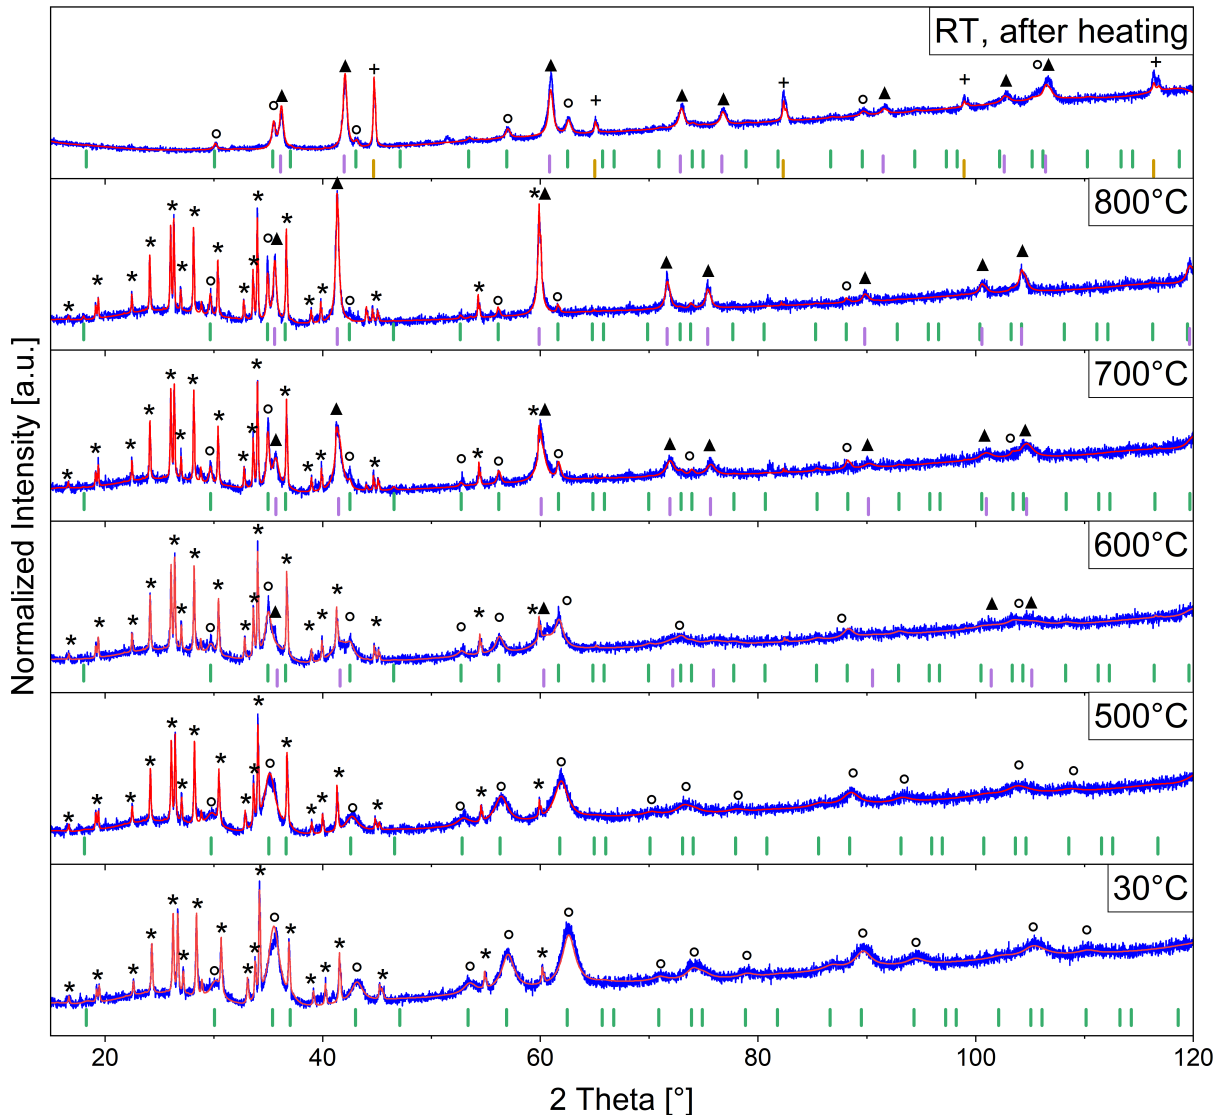 RT, after heating
800°C
700°C
600°C
500°C
30°C
Normalized Intensity [a.u.]
20 40 60 80 100 120
2 Theta [°]